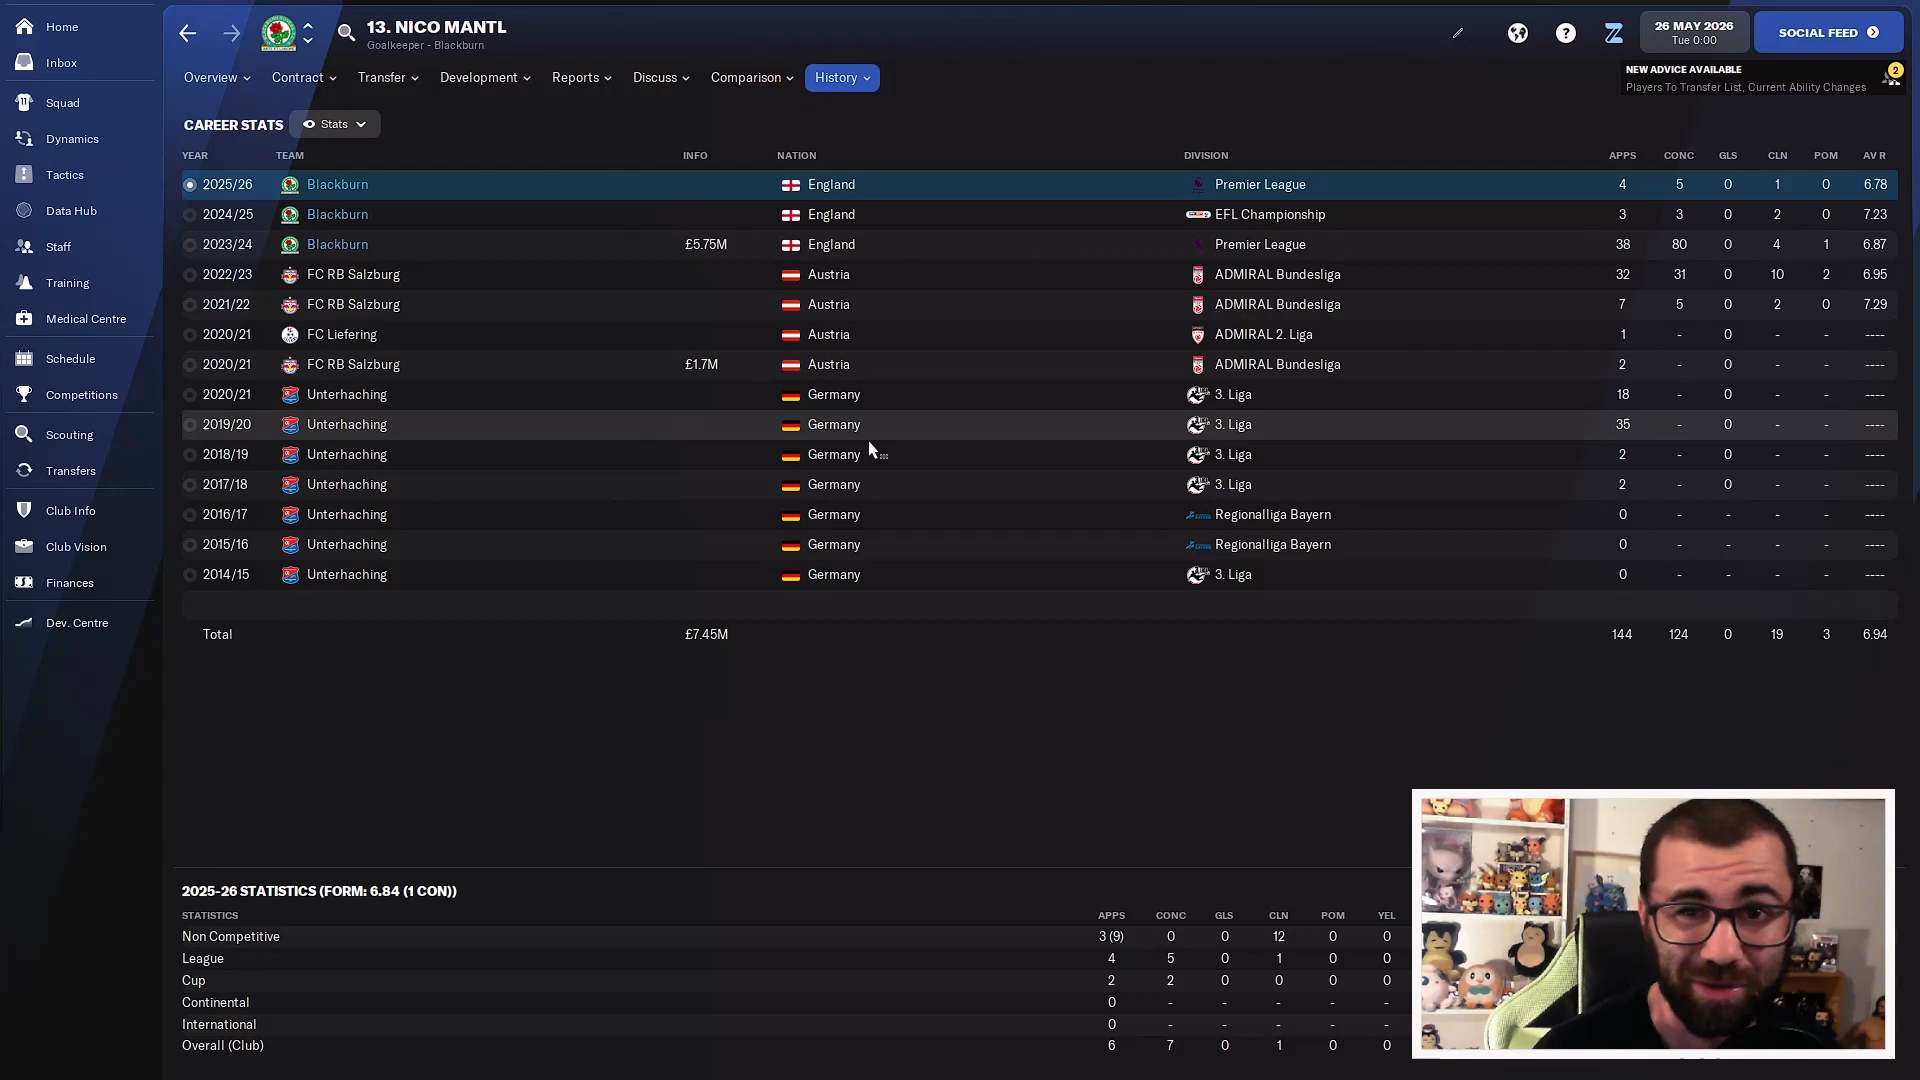 Home
Inbox
Squad
Dynamics
Tactics
Data Hub
Staff
Training
Medical Centre
Schedule
Competitions
Scouting
Transfers
Club Info
Club Vision
Finances
Dev. Centre
13. NICO MANTL
Goalkeeper - Blackburn
26 MAY 2026
Tue 0:00
SOCIAL FEED
Overview Contract Transfer Development Reports Discuss Comparison History
NEW ADVICE AVAILABLE
Players To Transfer List, Current Ability Changes
2
CAREER STATS Stats
YEAR TEAM INFO NATION DIVISION APPS CONC GLS CLN POM AV R
2025/26 Blackburn England Premier League 4 5 0 1 0 6.78
2024/25 Blackburn England EFL Championship 3 3 0 2 0 7.23
2023/24 Blackburn £5.75M England Premier League 38 80 0 4 1 6.87
2022/23 FC RB Salzburg Austria ADMIRAL Bundesliga 32 31 0 10 2 6.95
2021/22 FC RB Salzburg Austria ADMIRAL Bundesliga 7 5 0 2 0 7.29
2020/21 FC Liefering Austria ADMIRAL 2. Liga 1 - 0 - - ----
2020/21 FC RB Salzburg £1.7M Austria ADMIRAL Bundesliga 2 - 0 - - ----
2020/21 Unterhaching Germany 3. Liga 18 - 0 - - ----
2019/20 Unterhaching Germany 3. Liga 35 - 0 - - ----
2018/19 Unterhaching Germany 3. Liga 2 - 0 - - ----
2017/18 Unterhaching Germany 3. Liga 2 - 0 - - ----
2016/17 Unterhaching Germany Regionalliga Bayern 0 - - - - ----
2015/16 Unterhaching Germany Regionalliga Bayern 0 - - - - ----
2014/15 Unterhaching Germany 3. Liga 0 - - - - ----
Total £7.45M 144 124 0 19 3 6.94
2025-26 STATISTICS (FORM: 6.84 (1 CON))
STATISTICS APPS CONC GLS CLN POM YEL
Non Competitive 3 (9) 0 0 12 0 0
League 4 5 0 1 0 0
Cup 2 2 0 0 0 0
Continental 0 - - - - -
International 0 - - - - -
Overall (Club) 6 7 0 1 0 0